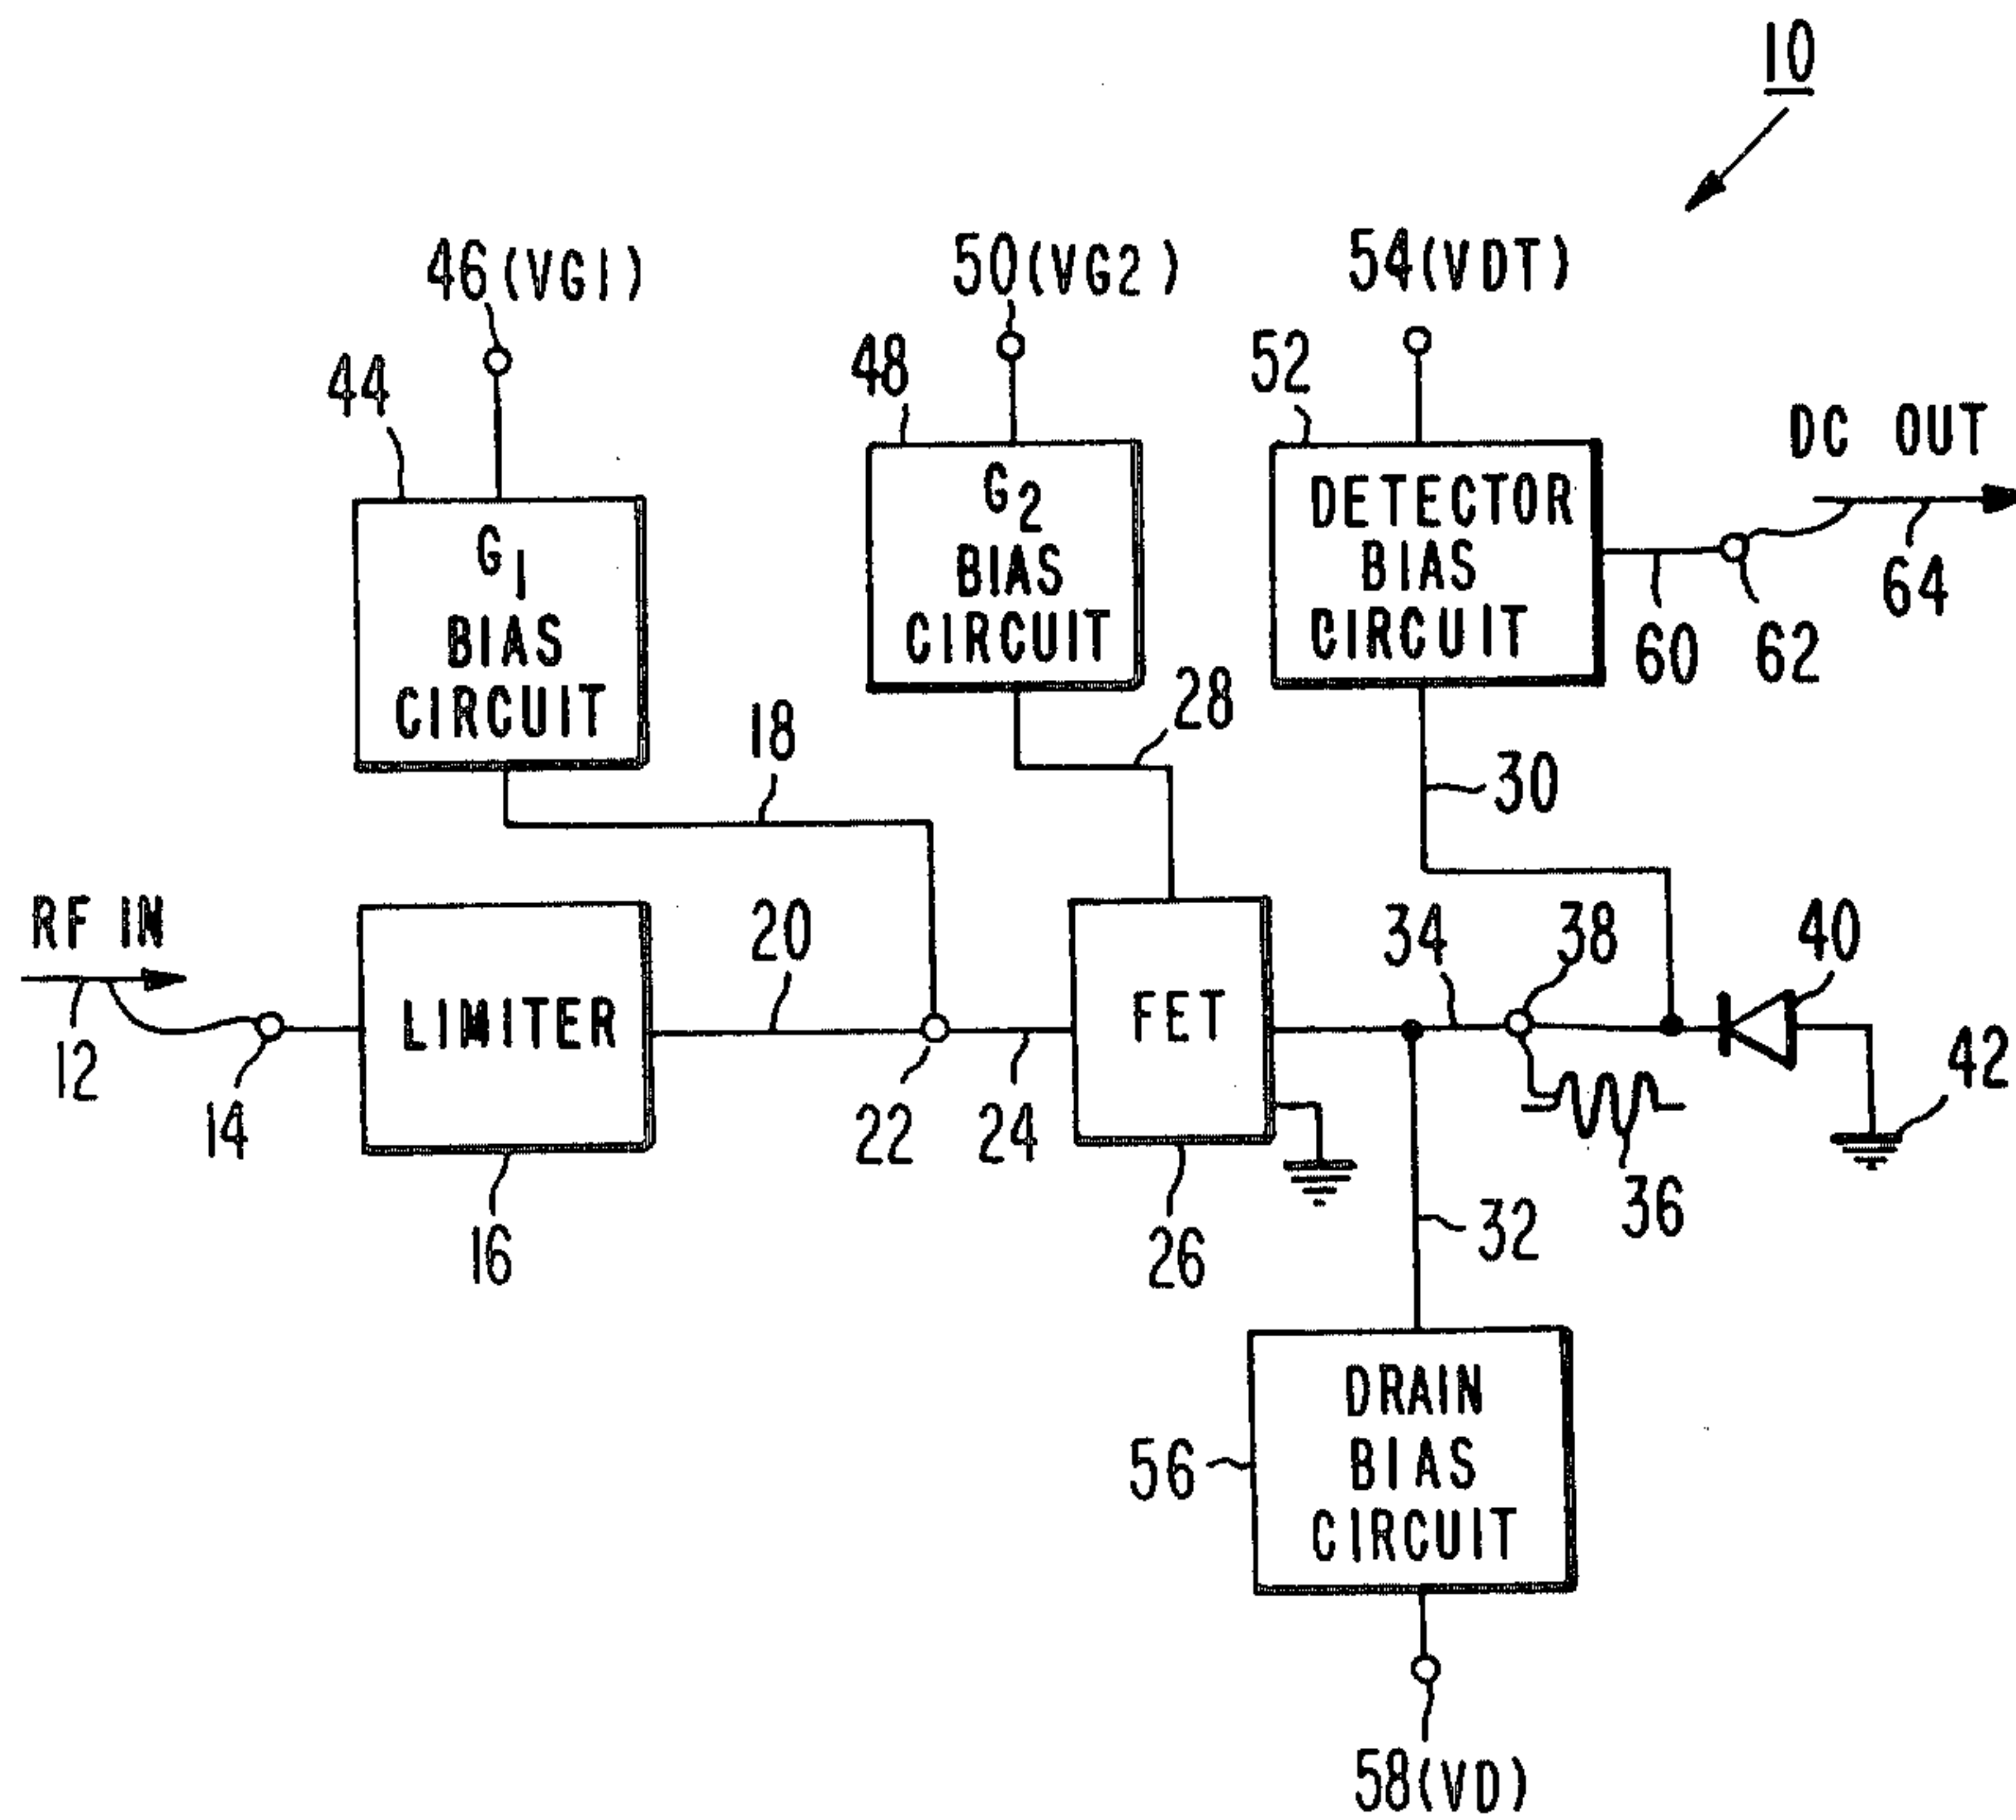 10
46(VG1)
50(VG2)
54(VDT)
44
48
52
DC OUT
G1
BIAS
CIRCUIT
G2
BIAS
CIRCUIT
DETECTOR
BIAS
CIRCUIT
60
62
64
18
28
30
RF IN
12
14
LIMITER
16
20
22
24
FET
26
34
38
40
36
42
32
56
DRAIN
BIAS
CIRCUIT
58(VD)